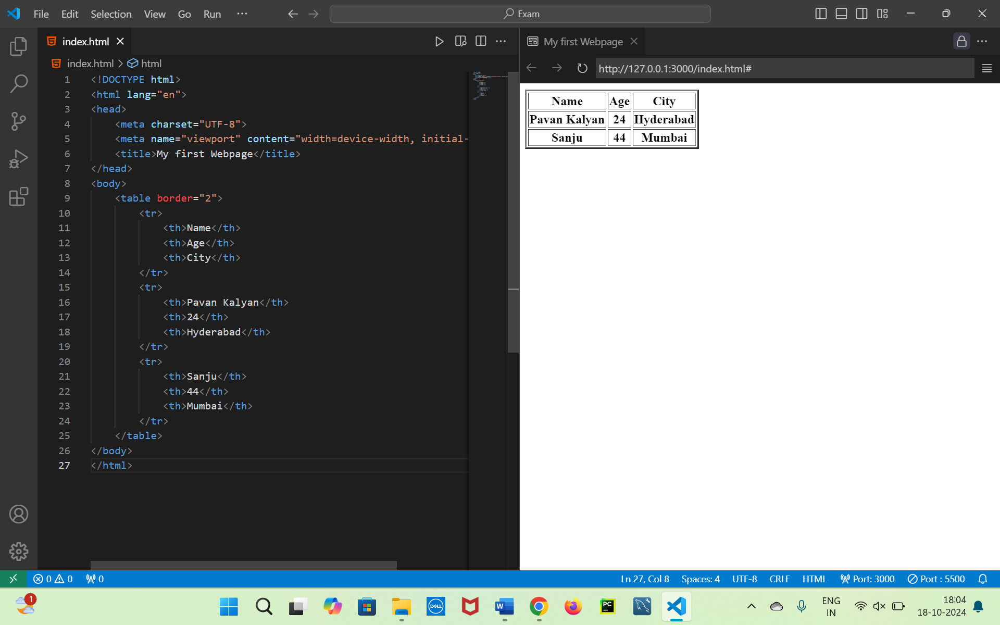 File Edit Selection View Go Run ··· Exam
index.html
My first Webpage
index.html > html
http://127.0.0.1:3000/index.html#
1 <!DOCTYPE html>
2 <html lang="en">
3 <head>
4 <meta charset="UTF-8">
5 <meta name="viewport" content="width=device-width, initial-
6 <title>My first Webpage</title>
7 </head>
8 <body>
9 <table border="2">
10 <tr>
11 <th>Name</th>
12 <th>Age</th>
13 <th>City</th>
14 </tr>
15 <tr>
16 <th>Pavan Kalyan</th>
17 <th>24</th>
18 <th>Hyderabad</th>
19 </tr>
20 <tr>
21 <th>Sanju</th>
22 <th>44</th>
23 <th>Mumbai</th>
24 </tr>
25 </table>
26 </body>
27 </html>
Name Age City
Pavan Kalyan 24 Hyderabad
Sanju 44 Mumbai
0 0 0 Ln 27, Col 8 Spaces: 4 UTF-8 CRLF HTML Port: 3000 Port : 5500
1
DELL
W
PC
ENG
IN
18:04
18-10-2024